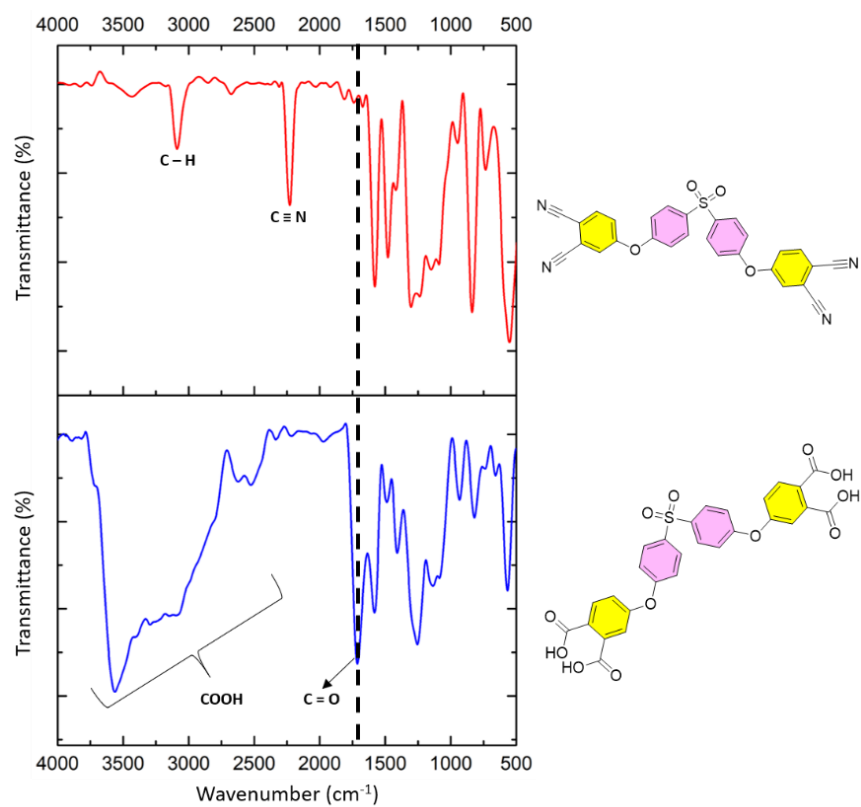 4000 3500 3000 2500 2000 1500 1000 500
Transmittance (%)
C – H
C ≡ N
O
O
S
N
N
O
O
N
N
Transmittance (%)
COOH
C = O
O
OH
OH
O
O
O
S
O
O
O
HO
HO
O
4000 3500 3000 2500 2000 1500 1000 500
Wavenumber (cm⁻¹)